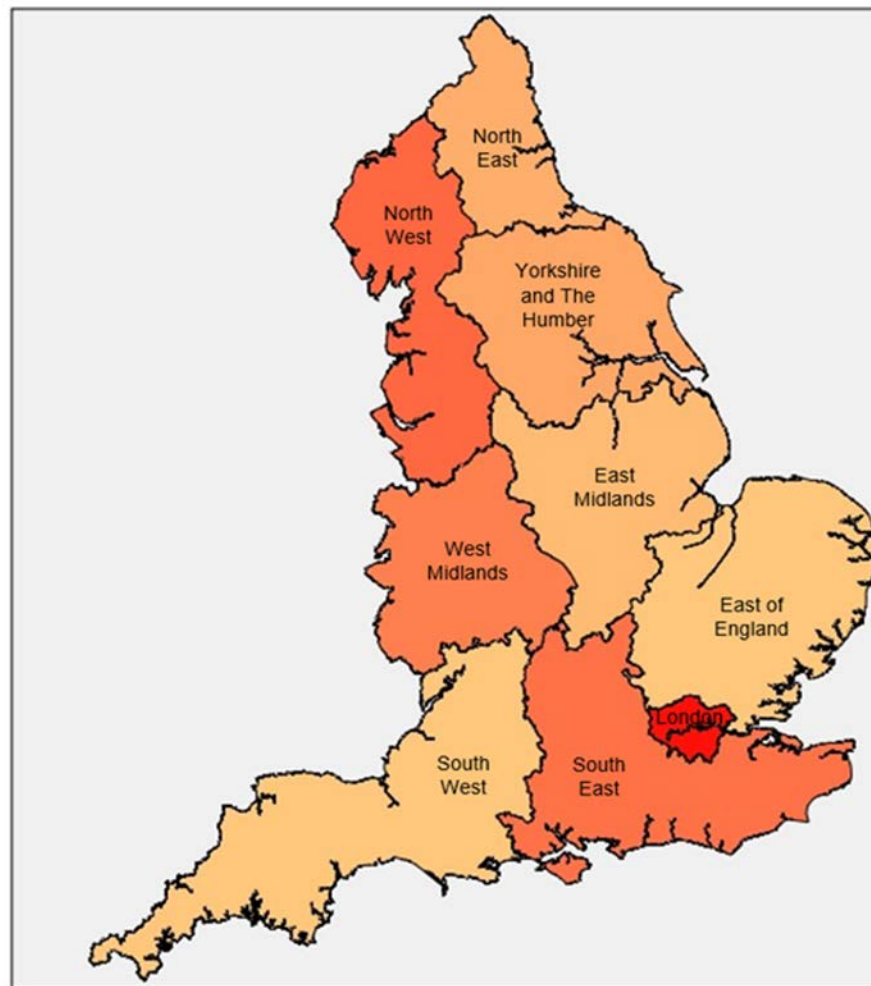 North
East
North
West
Yorkshire
and The
Humber
East
Midlands
West
Midlands
East of
England
London
South
West
South
East